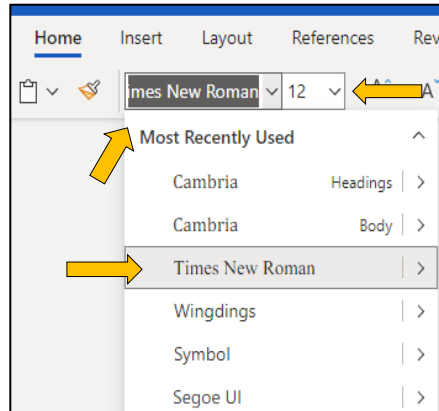 Home Insert Layout References Rev
imes New Roman 12 A A
Most Recently Used
Cambria Headings
Cambria Body
Times New Roman
Wingdings
Symbol
Segoe UI